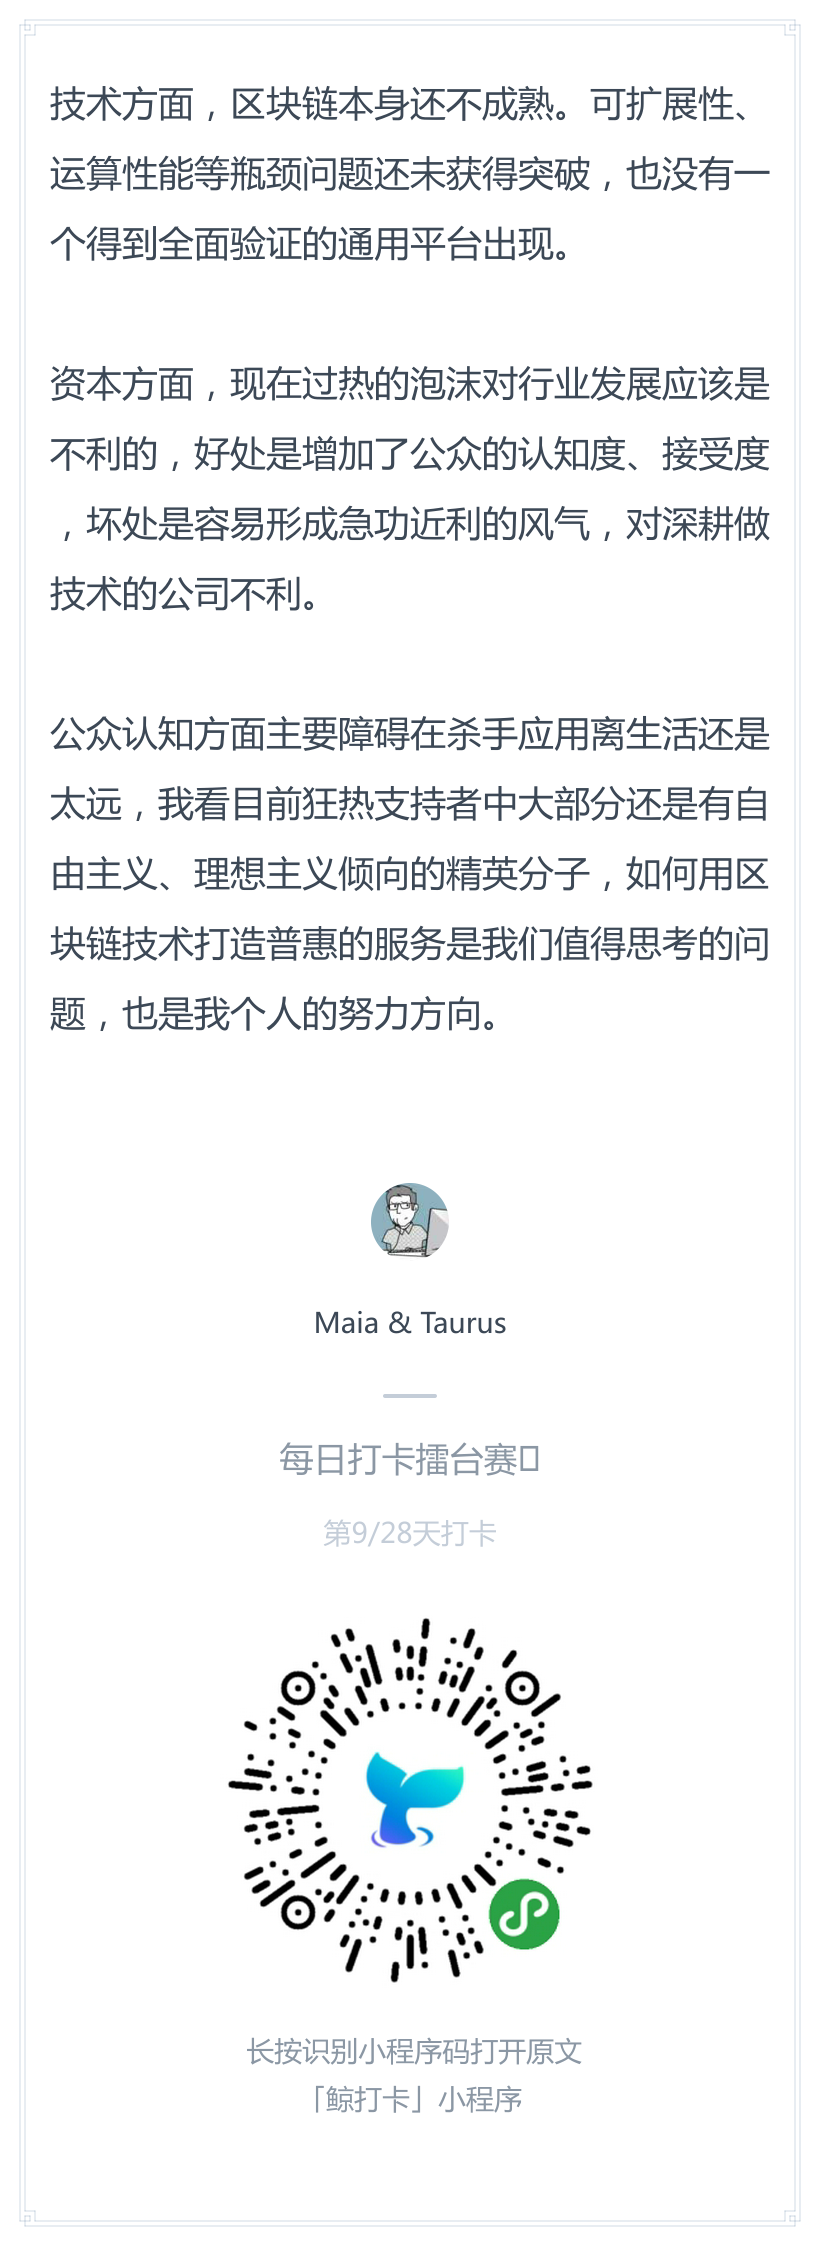 技术方面，区块链本身还不成熟。可扩展性、
运算性能等瓶颈问题还未获得突破，也没有一
个得到全面验证的通用平台出现。
资本方面，现在过热的泡沫对行业发展应该是
不利的，好处是增加了公众的认知度、接受度
，坏处是容易形成急功近利的风气，对深耕做
技术的公司不利。
公众认知方面主要障碍在杀手应用离生活还是
太远，我看目前狂热支持者中大部分还是有自
由主义、理想主义倾向的精英分子，如何用区
块链技术打造普惠的服务是我们值得思考的问
题，也是我个人的努力方向。
Maia & Taurus
每日打卡擂台赛
第9/28天打卡
长按识别小程序码打开原文
「鲸打卡」小程序